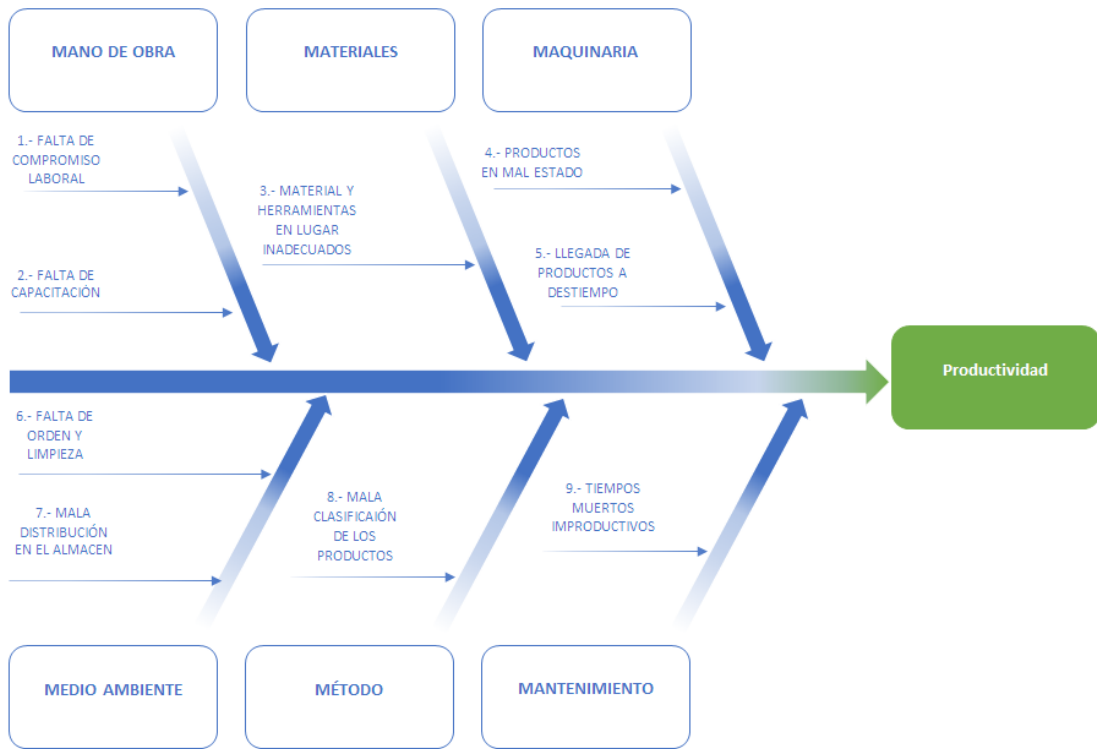 MANO DE OBRA
MATERIALES
MAQUINARIA
1.- FALTA DE
COMPROMISO
LABORAL
2.- FALTA DE
CAPACITACIÓN
3.- MATERIAL Y
HERRAMIENTAS
EN LUGAR
INADECUADOS
4.- PRODUCTOS
EN MAL ESTADO
5.- LLEGADA DE
PRODUCTOS A
DESTIEMPO
Productividad
6.- FALTA DE
ORDEN Y
LIMPIEZA
7.- MALA
DISTRIBUCIÓN
EN EL ALMACEN
8.- MALA
CLASIFICAIÓN
DE LOS
PRODUCTOS
9.- TIEMPOS
MUERTOS
IMPRODUCTIVOS
MEDIO AMBIENTE
MÉTODO
MANTENIMIENTO